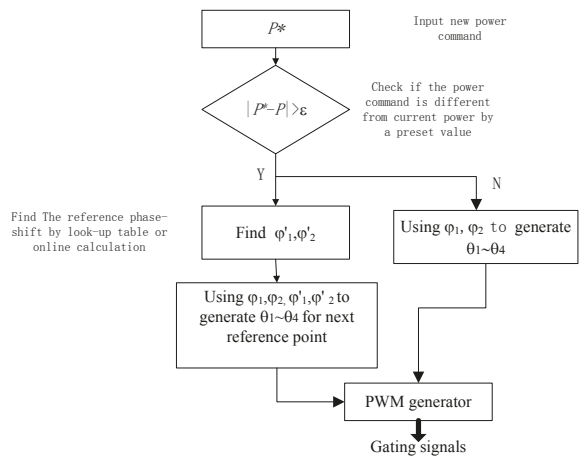 P*
Input new power
command
|P*-P|>ε
Check if the power
command is different
from current power by
a preset value
Y
N
Find The reference phase-
shift by look-up table or
online calculation
Find φ'1,φ'2
Using φ1, φ2 to generate
θ1~θ4
Using φ1,φ2, φ'1,φ' 2 to
generate θ1~θ4 for next
reference point
PWM generator
Gating signals